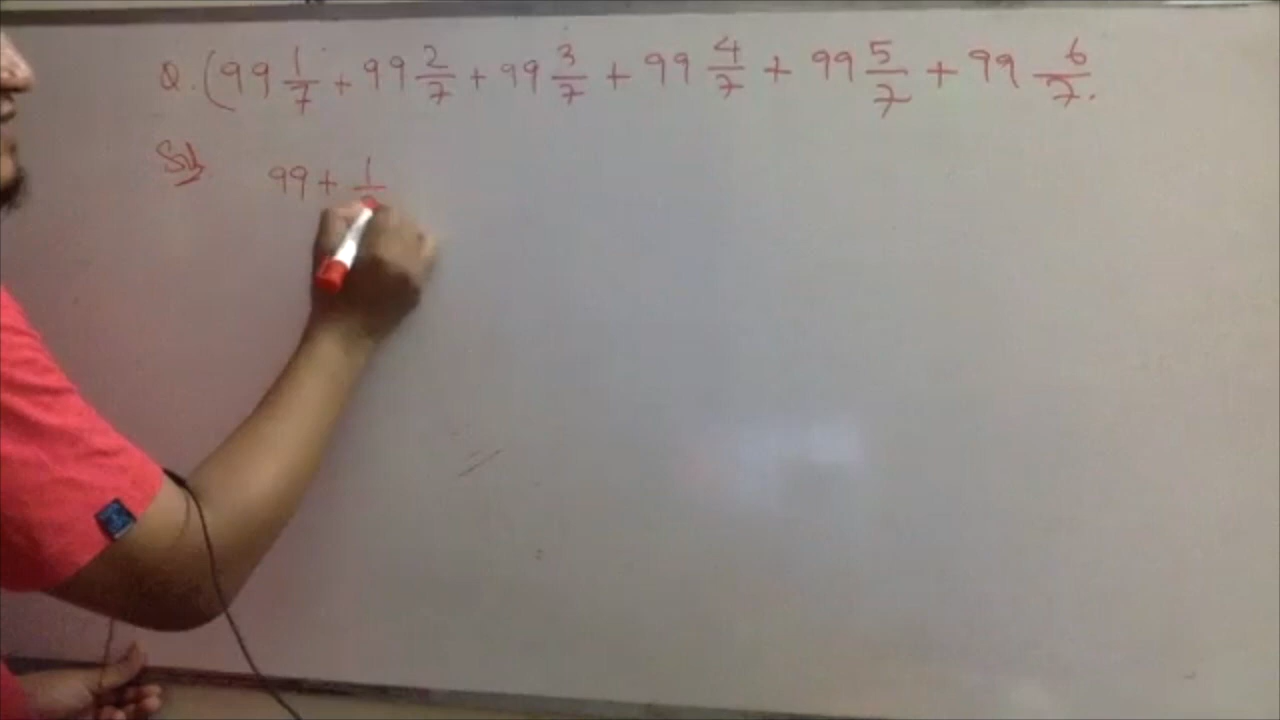 Q. (99 1/7 + 99 2/7 + 99 3/7 + 99 4/7 + 99 5/7 + 99 6/7.
Sol 99 + 1